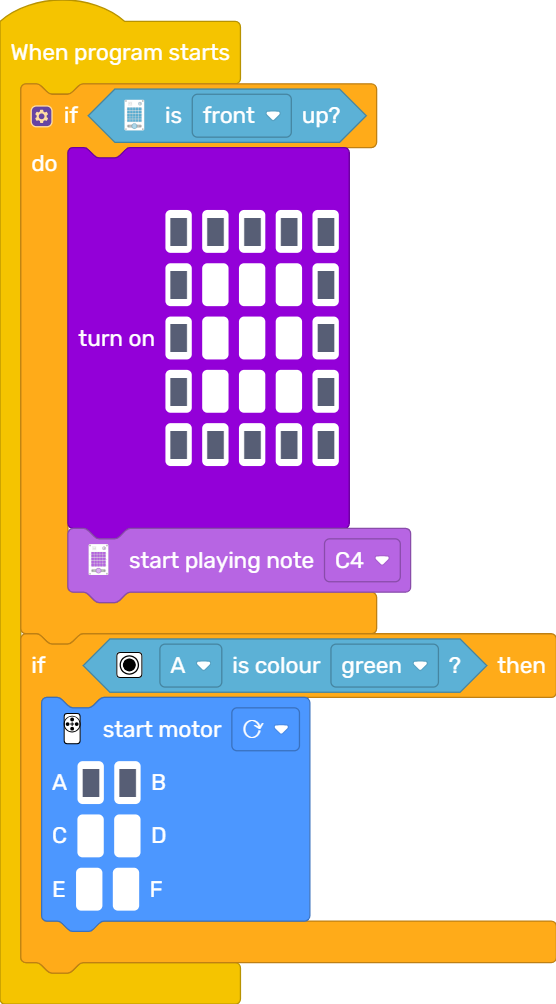 When program starts
if is front up?
do
turn on
start playing note C4
if A is colour green ? then
start motor
A B
C D
E F